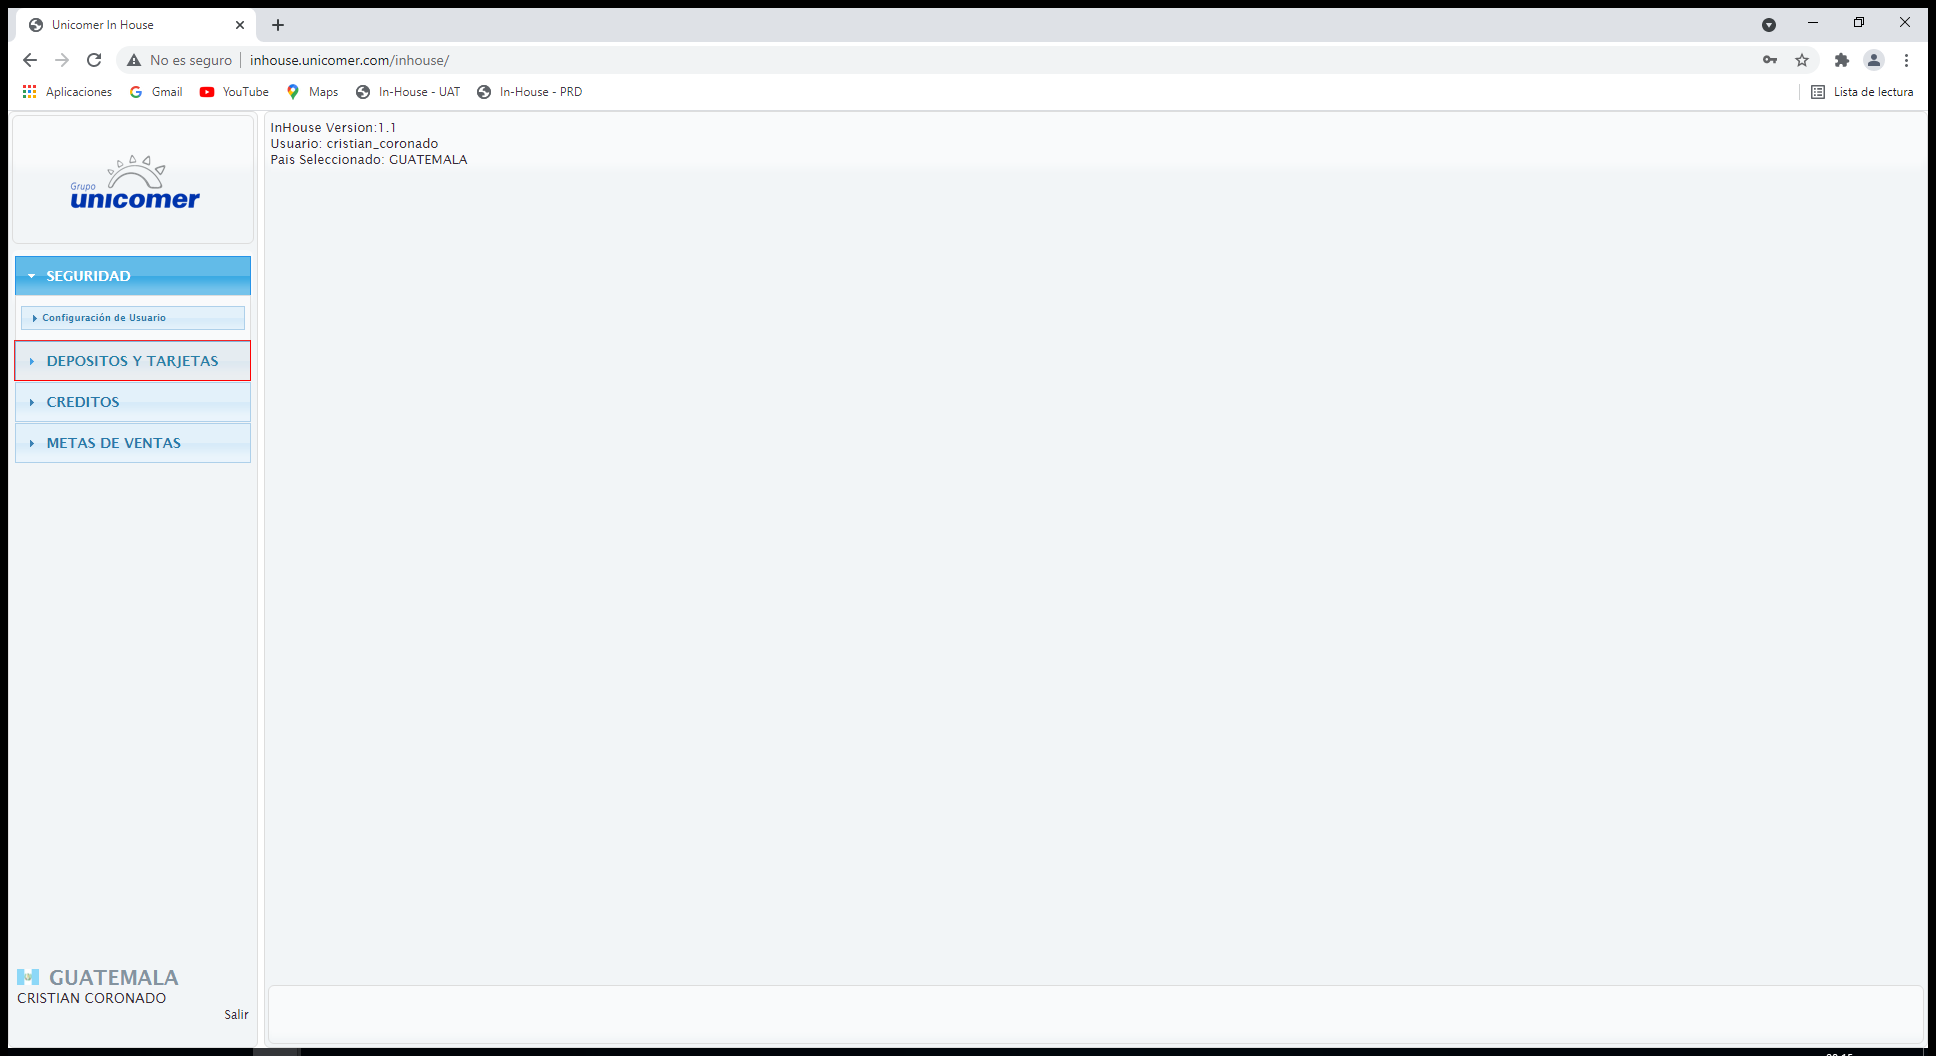 Unicomer In House
No es seguro inhouse.unicomer.com/inhouse/
Aplicaciones Gmail YouTube Maps In-House - UAT In-House - PRD Lista de lectura
Grupo
unicomer
InHouse Version:1.1
Usuario: cristian_coronado
Pais Seleccionado: GUATEMALA
SEGURIDAD
Configuración de Usuario
DEPOSITOS Y TARJETAS
CREDITOS
METAS DE VENTAS
GUATEMALA
CRISTIAN CORONADO
Salir